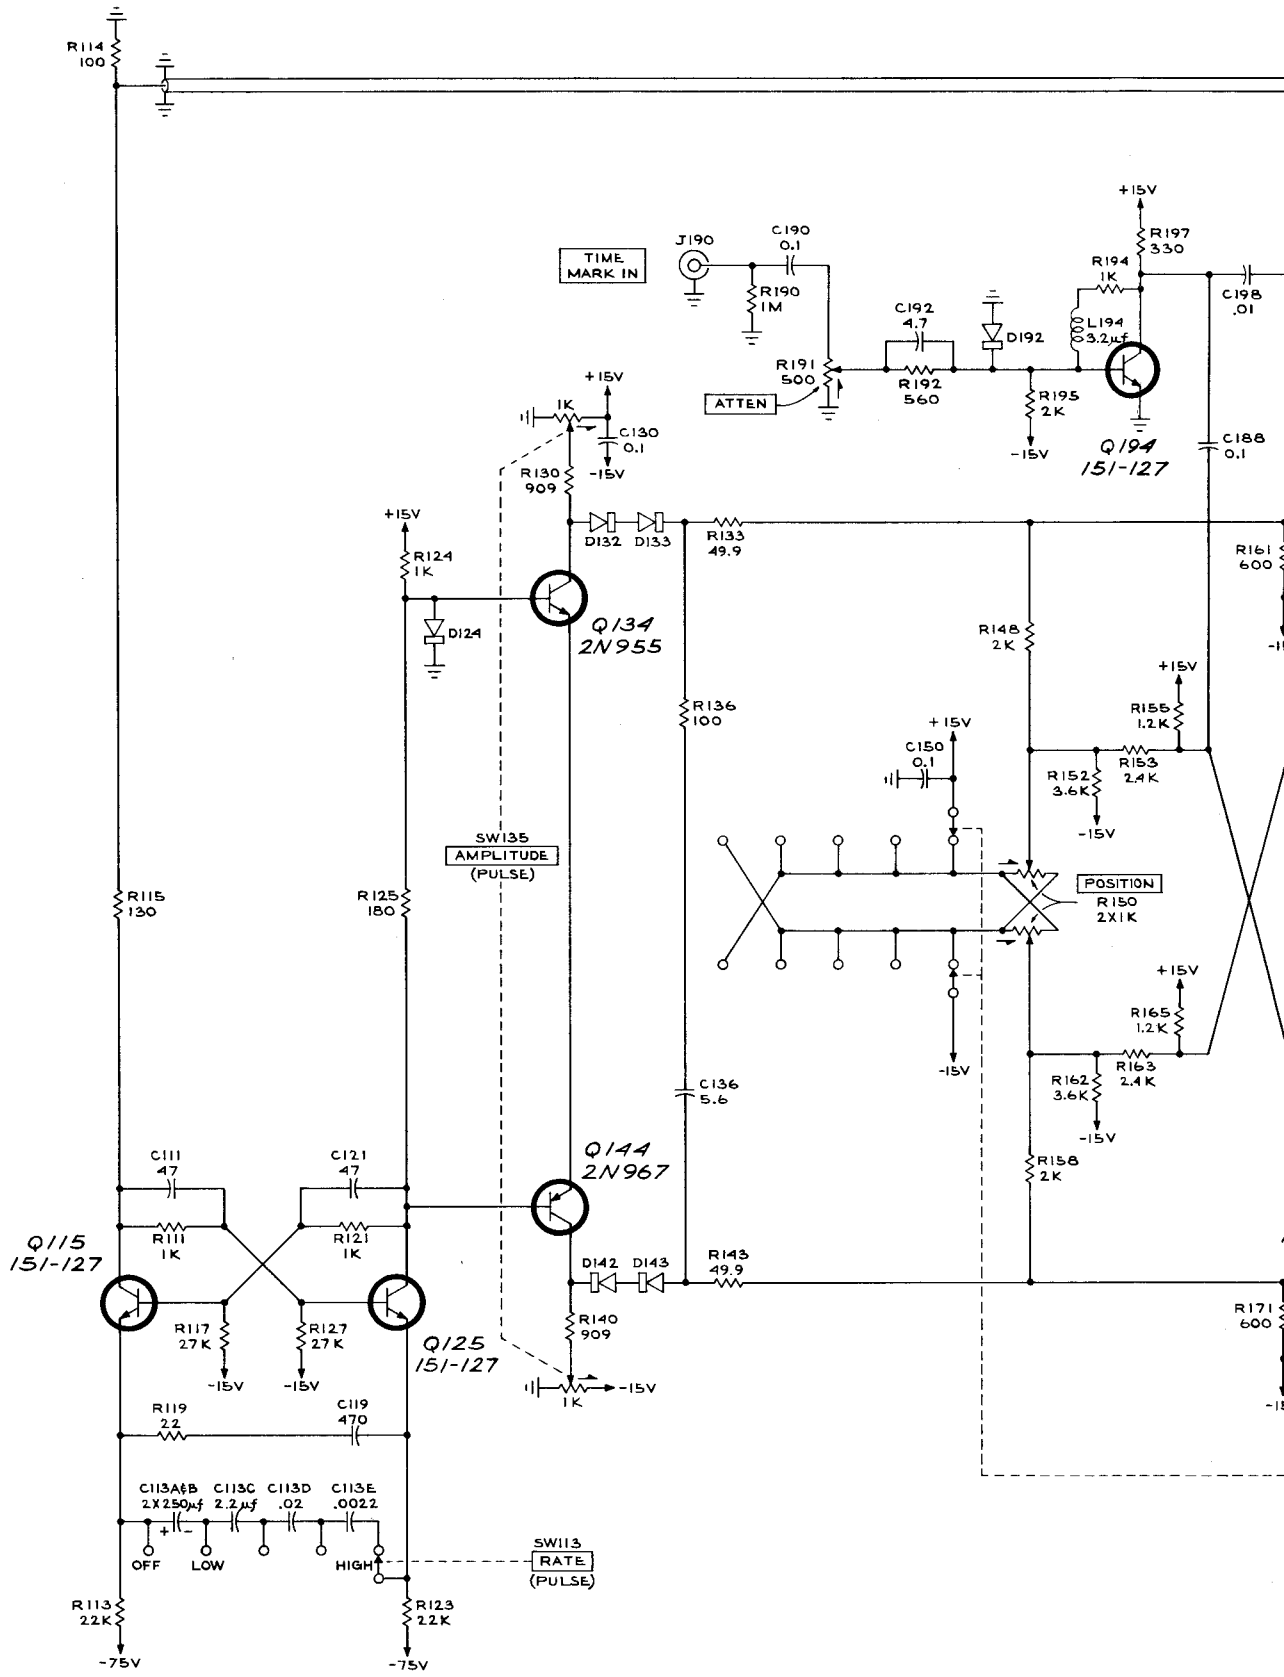 R114
100
+15V
R197
330
J190
C190
0.1
TIME
MARK IN
R190
1M
R194
1K
C198
.01
C192
4.7
D192
L194
3.2μf
R191
500
R192
560
ATTEN
R195
2K
-15V
Q194
151-127
C188
0.1
+15V
1K
C130
0.1
-15V
R130
909
+15V
R124
1K
D132
D133
R133
49.9
R161
600
D124
Q134
2N955
R148
2K
-15
+15V
R155
1.2K
R136
100
+15V
C150
0.1
R152
3.6K
R153
2.4K
-15V
SW135
AMPLITUDE
(PULSE)
POSITION
R150
2X1K
R115
130
R125
180
+15V
R165
1.2K
-15V
R162
3.6K
R163
2.4K
C136
5.6
-15V
R158
2K
C111
47
C121
47
Q144
2N967
R111
1K
R121
1K
Q115
151-127
D142
D143
R143
49.9
R171
600
R117
27K
R127
27K
R140
909
Q125
151-127
-15V
-15V
-15V
1K
-15
R119
22
C119
470
C113A&B
2X250μf
C113C
2.2μf
C113D
.02
C113E
.0022
+
-
OFF
LOW
HIGH
SW113
RATE
(PULSE)
R113
22K
R123
22K
-75V
-75V